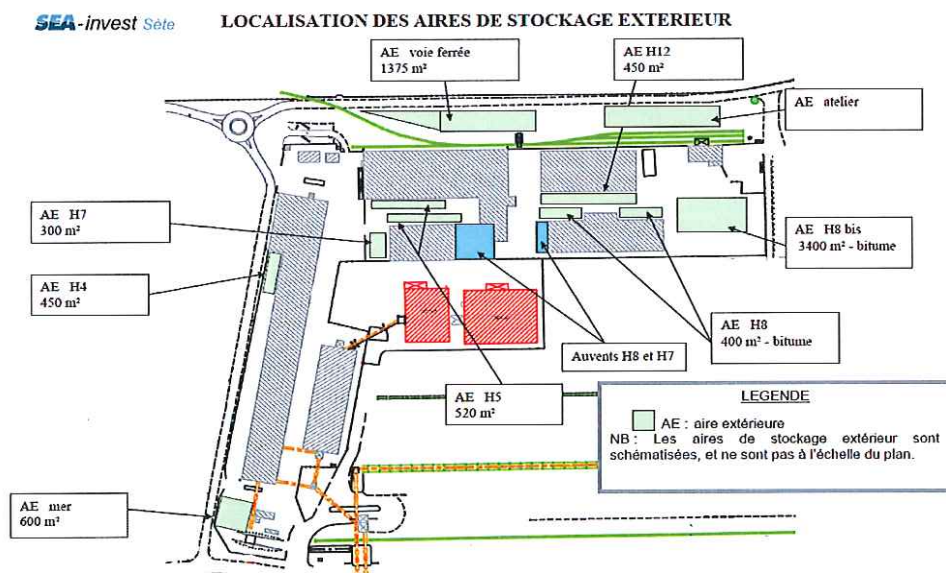 SEA-invest Sète
LOCALISATION DES AIRES DE STOCKAGE EXTERIEUR
AE voie ferrée
1375 m²
AE H12
450 m²
AE atelier
AE H7
300 m²
AE H8 bis
3400 m² - bitume
AE H4
450 m²
AE H8
400 m² - bitume
Auvents H8 et H7
AE H5
520 m²
LEGENDE
AE : aire extérieure
NB : Les aires de stockage extérieur sont
schématisées, et ne sont pas à l'échelle du plan.
AE mer
600 m²